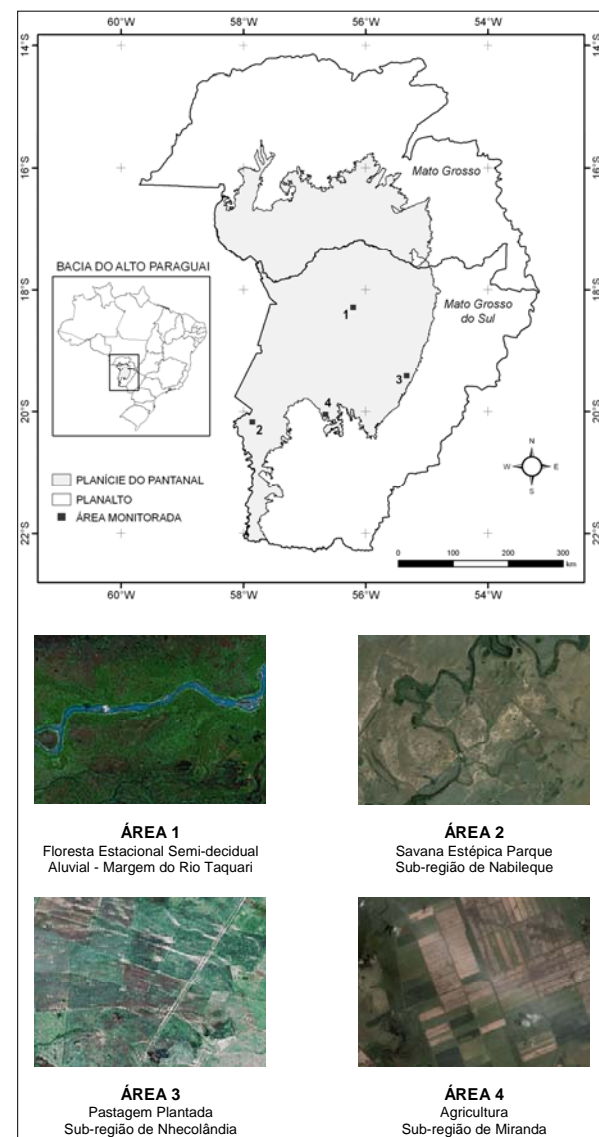 60°W 58°W 56°W 54°W
14°S 14°S
16°S 16°S
Mato Grosso
BACIA DO ALTO PARAGUAI
18°S 18°S
Mato Grosso
do Sul
1
3
4
20°S 20°S
2
N
W E
S
PLANÍCIE DO PANTANAL
PLANALTO
ÁREA MONITORADA
22°S 22°S
0 100 200 300
km
60°W 58°W 56°W 54°W
ÁREA 1
Floresta Estacional Semi-decidual
Aluvial - Margem do Rio Taquari
ÁREA 2
Savana Estépica Parque
Sub-região de Nabileque
ÁREA 3
Pastagem Plantada
Sub-região de Nhecolândia
ÁREA 4
Agricultura
Sub-região de Miranda